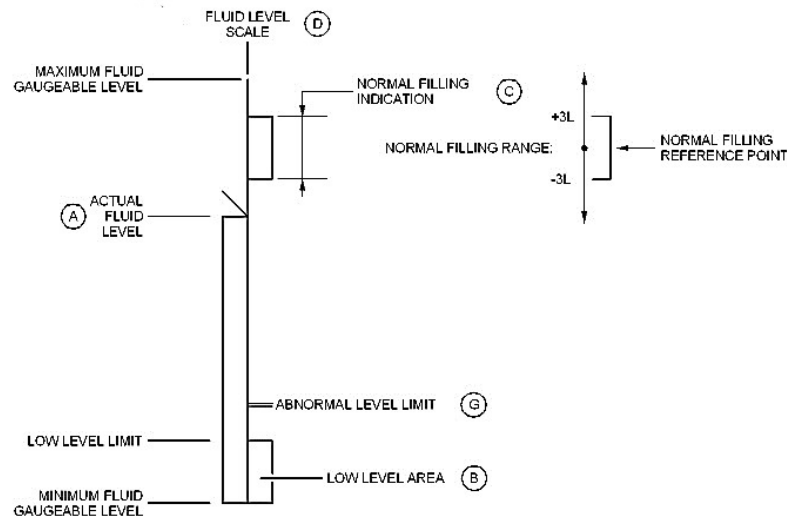 FLUID LEVEL
SCALE
D
MAXIMUM FLUID
GAUGEABLE LEVEL
NORMAL FILLING
INDICATION
C
+3L
NORMAL FILLING RANGE:
NORMAL FILLING
REFERENCE POINT
-3L
A
ACTUAL
FLUID
LEVEL
ABNORMAL LEVEL LIMIT
G
LOW LEVEL LIMIT
LOW LEVEL AREA
B
MINIMUM FLUID
GAUGEABLE LEVEL